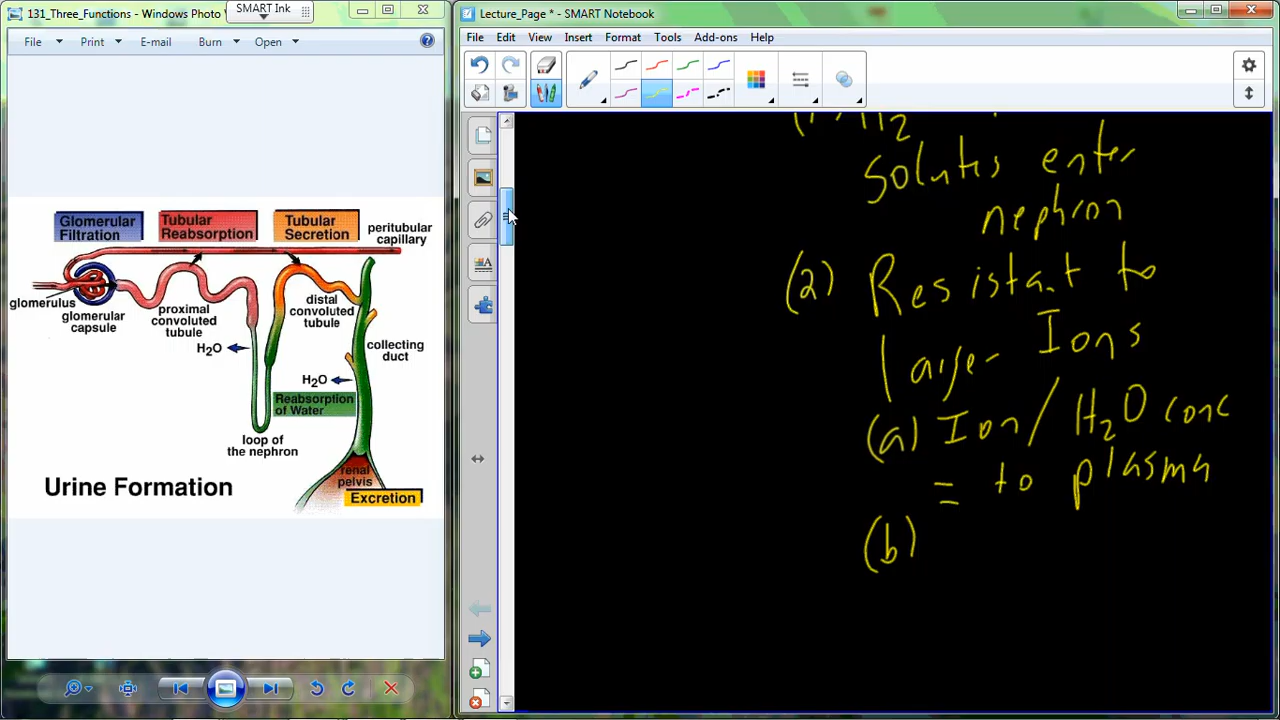 131_Three_Functions - Windows Photo
SMART Ink
File Print E-mail Burn Open
Glomerular
Filtration
Tubular
Reabsorption
Tubular
Secretion
peritubular
capillary
glomerulus
glomerular
capsule
proximal
convoluted
tubule
distal
convoluted
tubule
H2O
collecting
duct
H2O
Reabsorption
of Water
loop of
the nephron
renal
pelvis
Excretion
Urine Formation
Lecture_Page * - SMART Notebook
File Edit View Insert Format Tools Add-ons Help
solutes enter
nephron
(2) Resistant to
large Ions
(a) Ion/H2O conc
= to plasma
(b)